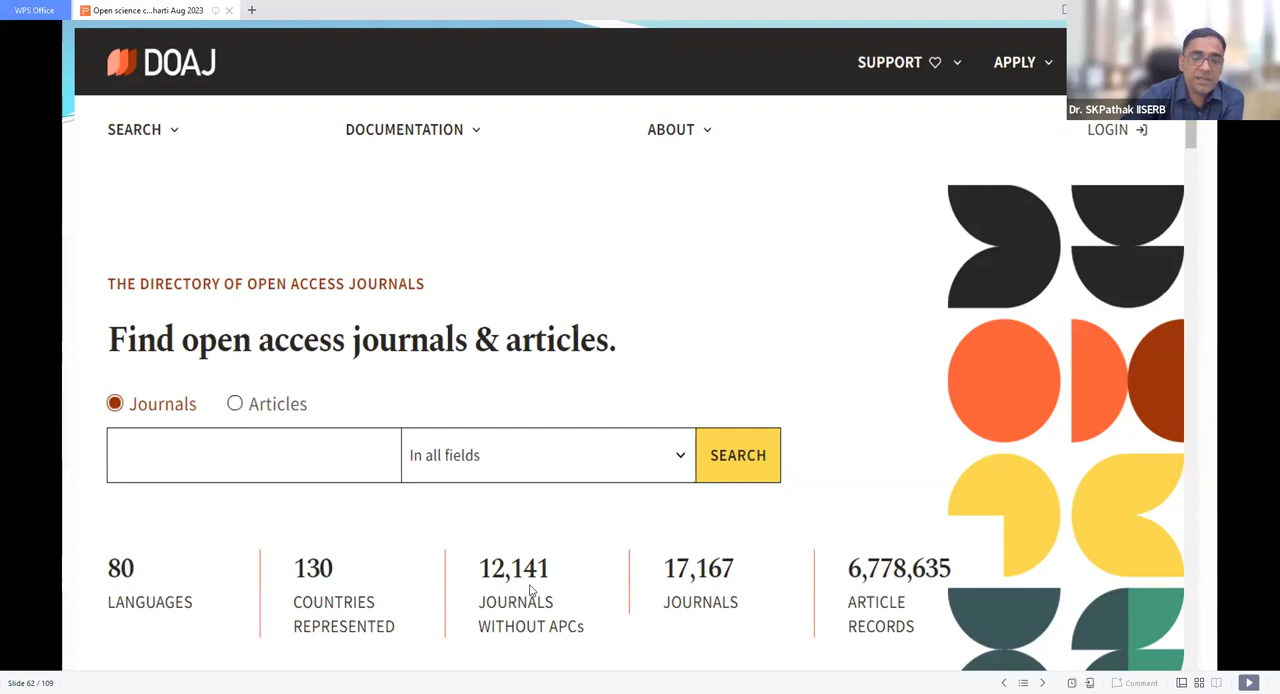 WPS Office
Open science c...harti Aug 2023
DOAJ
SUPPORT
APPLY
Dr. SKPathak IISERB
SEARCH
DOCUMENTATION
ABOUT
LOGIN
THE DIRECTORY OF OPEN ACCESS JOURNALS
Find open access journals & articles.
Journals
Articles
In all fields
SEARCH
80
LANGUAGES
130
COUNTRIES
REPRESENTED
12,141
JOURNALS
WITHOUT APCs
17,167
JOURNALS
6,778,635
ARTICLE
RECORDS
Slide 62 / 109
Comment